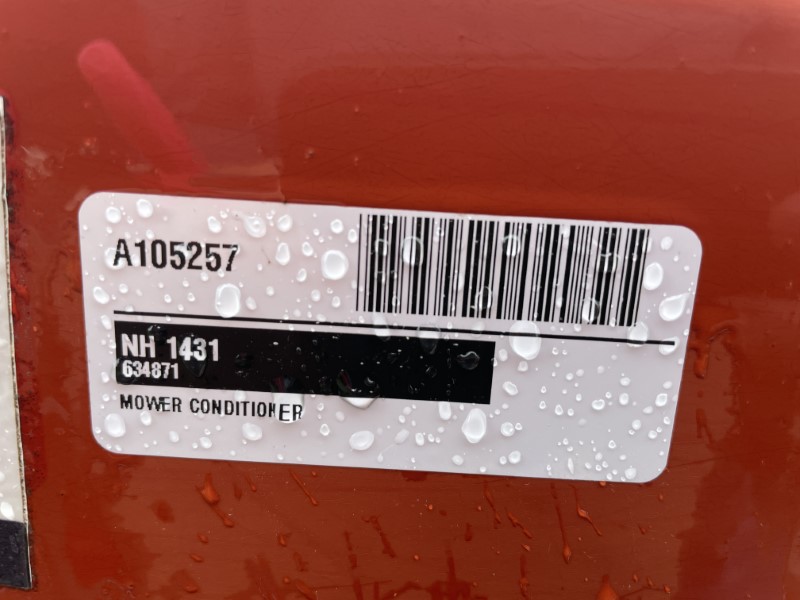 A105257
NH 1431
634871
MOWER CONDITIONER